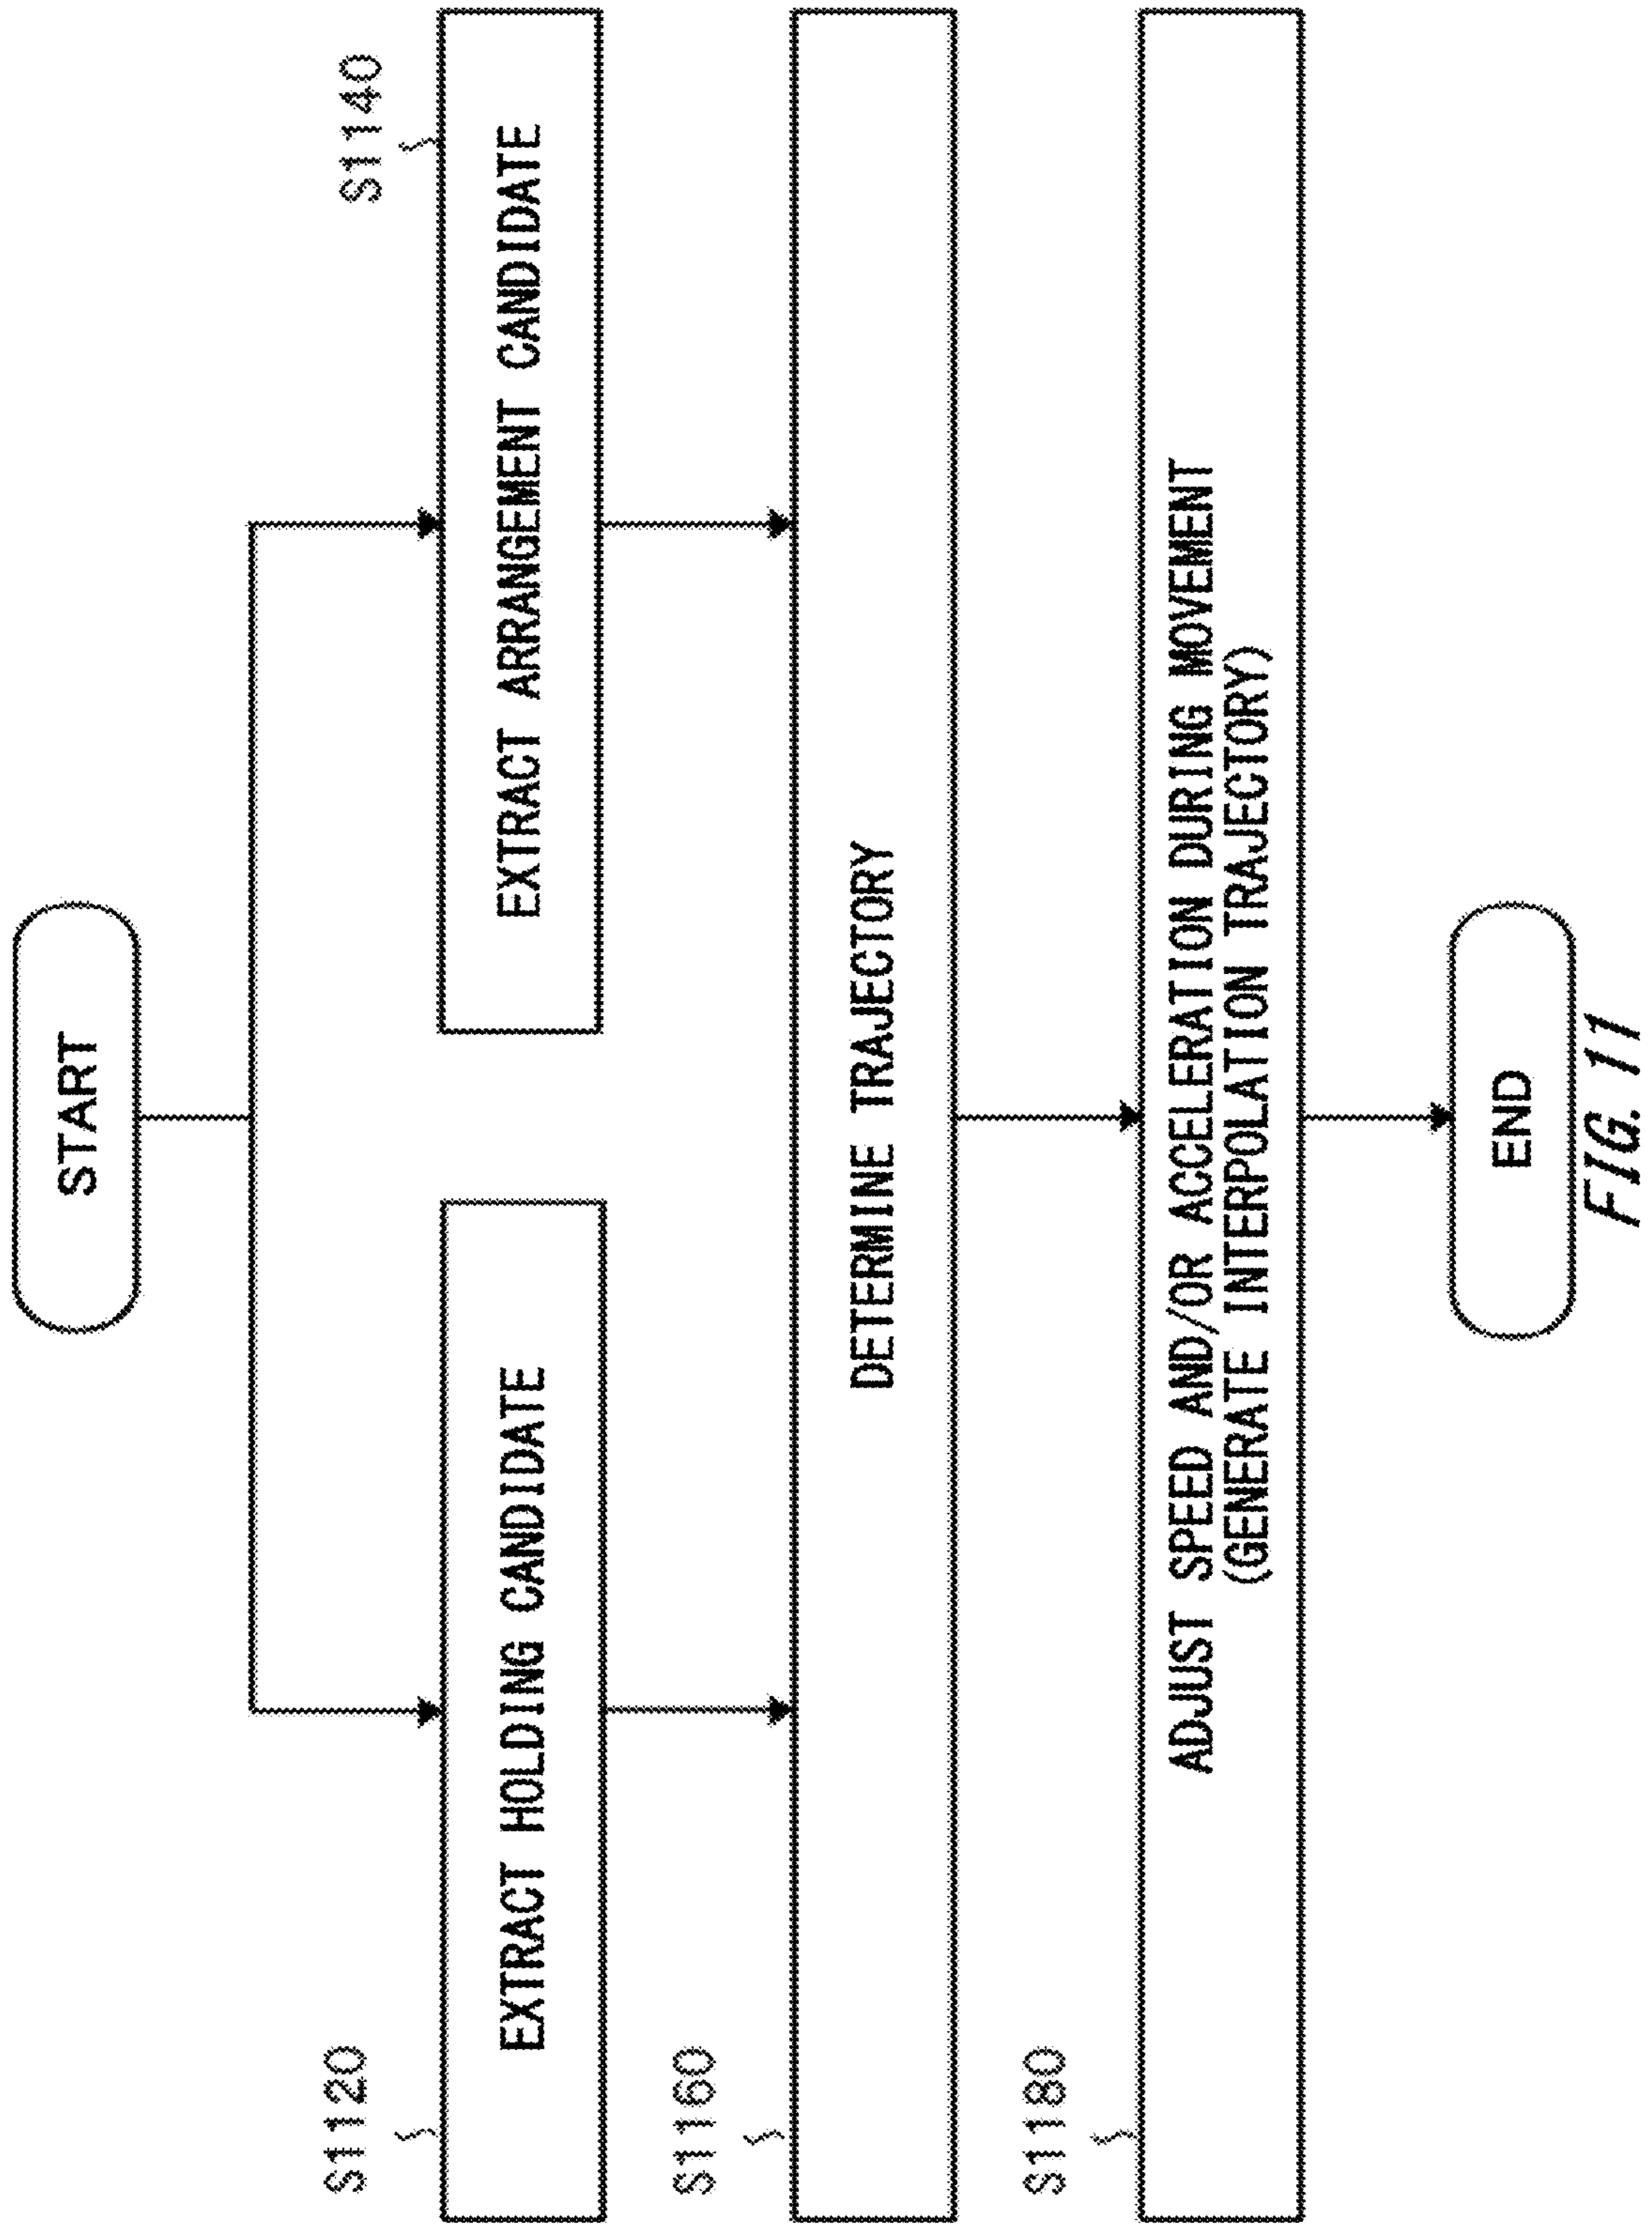 START
S1120
S1140
EXTRACT HOLDING CANDIDATE
EXTRACT ARRANGEMENT CANDIDATE
S1160
DETERMINE TRAJECTORY
S1180
ADJUST SPEED AND/OR ACCELERATION DURING MOVEMENT
(GENERATE INTERPOLATION TRAJECTORY)
END
FIG. 11